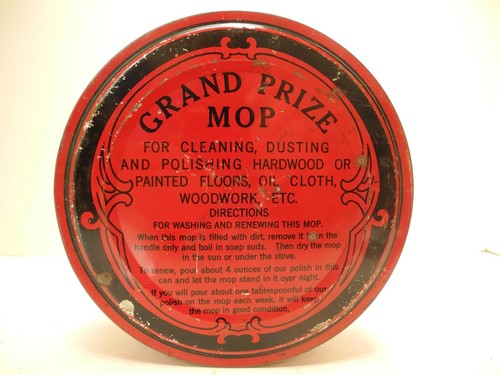 GRAND PRIZE
MOP
FOR CLEANING, DUSTING
AND POLISHING HARDWOOD OR
PAINTED FLOORS, OIL CLOTH,
WOODWORK, ETC.
DIRECTIONS
FOR WASHING AND RENEWING THIS MOP.
When this mop is filled with dirt, remove it from the
handle only and boil in soap suds. Then dry the mop
in the sun or under the stove.
To renew, pour about 4 ounces of our polish in this
can and let the mop stand in it over night.
If you will pour about one tablespoonful of our
polish on the mop each week, it will keep
the mop in good condition.